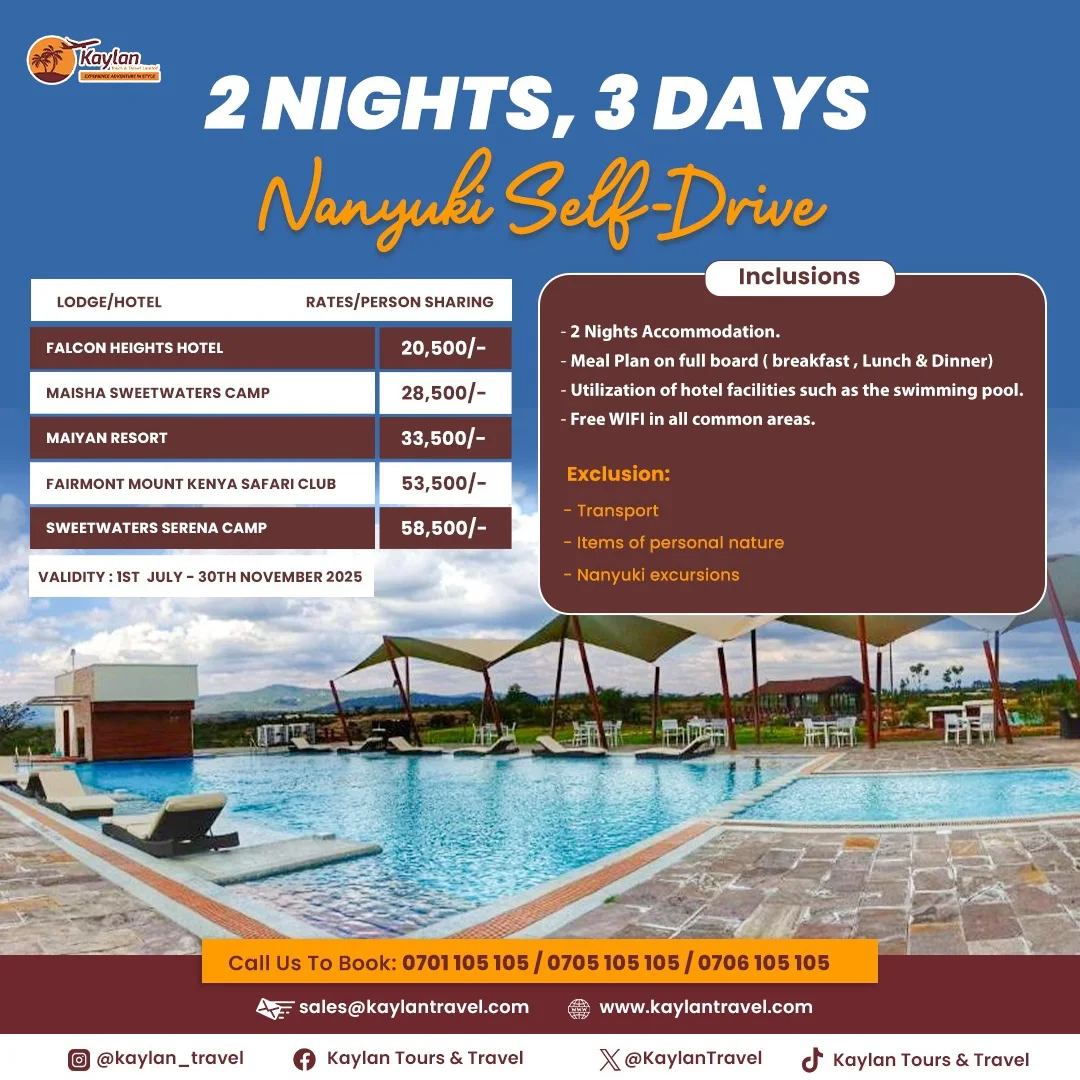 Kaylan
Tours & Travel Limited
EXPERIENCE ADVENTURE IN STYLE
2 NIGHTS, 3 DAYS
Nanyuki Self-Drive
LODGE/HOTEL RATES/PERSON SHARING
FALCON HEIGHTS HOTEL 20,500/-
MAISHA SWEETWATERS CAMP 28,500/-
MAIYAN RESORT 33,500/-
FAIRMONT MOUNT KENYA SAFARI CLUB 53,500/-
SWEETWATERS SERENA CAMP 58,500/-
VALIDITY : 1ST JULY - 30TH NOVEMBER 2025
Inclusions
- 2 Nights Accommodation.
- Meal Plan on full board ( breakfast , Lunch & Dinner)
- Utilization of hotel facilities such as the swimming pool.
- Free WIFI in all common areas.
Exclusion:
- Transport
- Items of personal nature
- Nanyuki excursions
Call Us To Book: 0701 105 105 / 0705 105 105 / 0706 105 105
sales@kaylantravel.com www.kaylantravel.com
@kaylan_travel Kaylan Tours & Travel @KaylanTravel Kaylan Tours & Travel